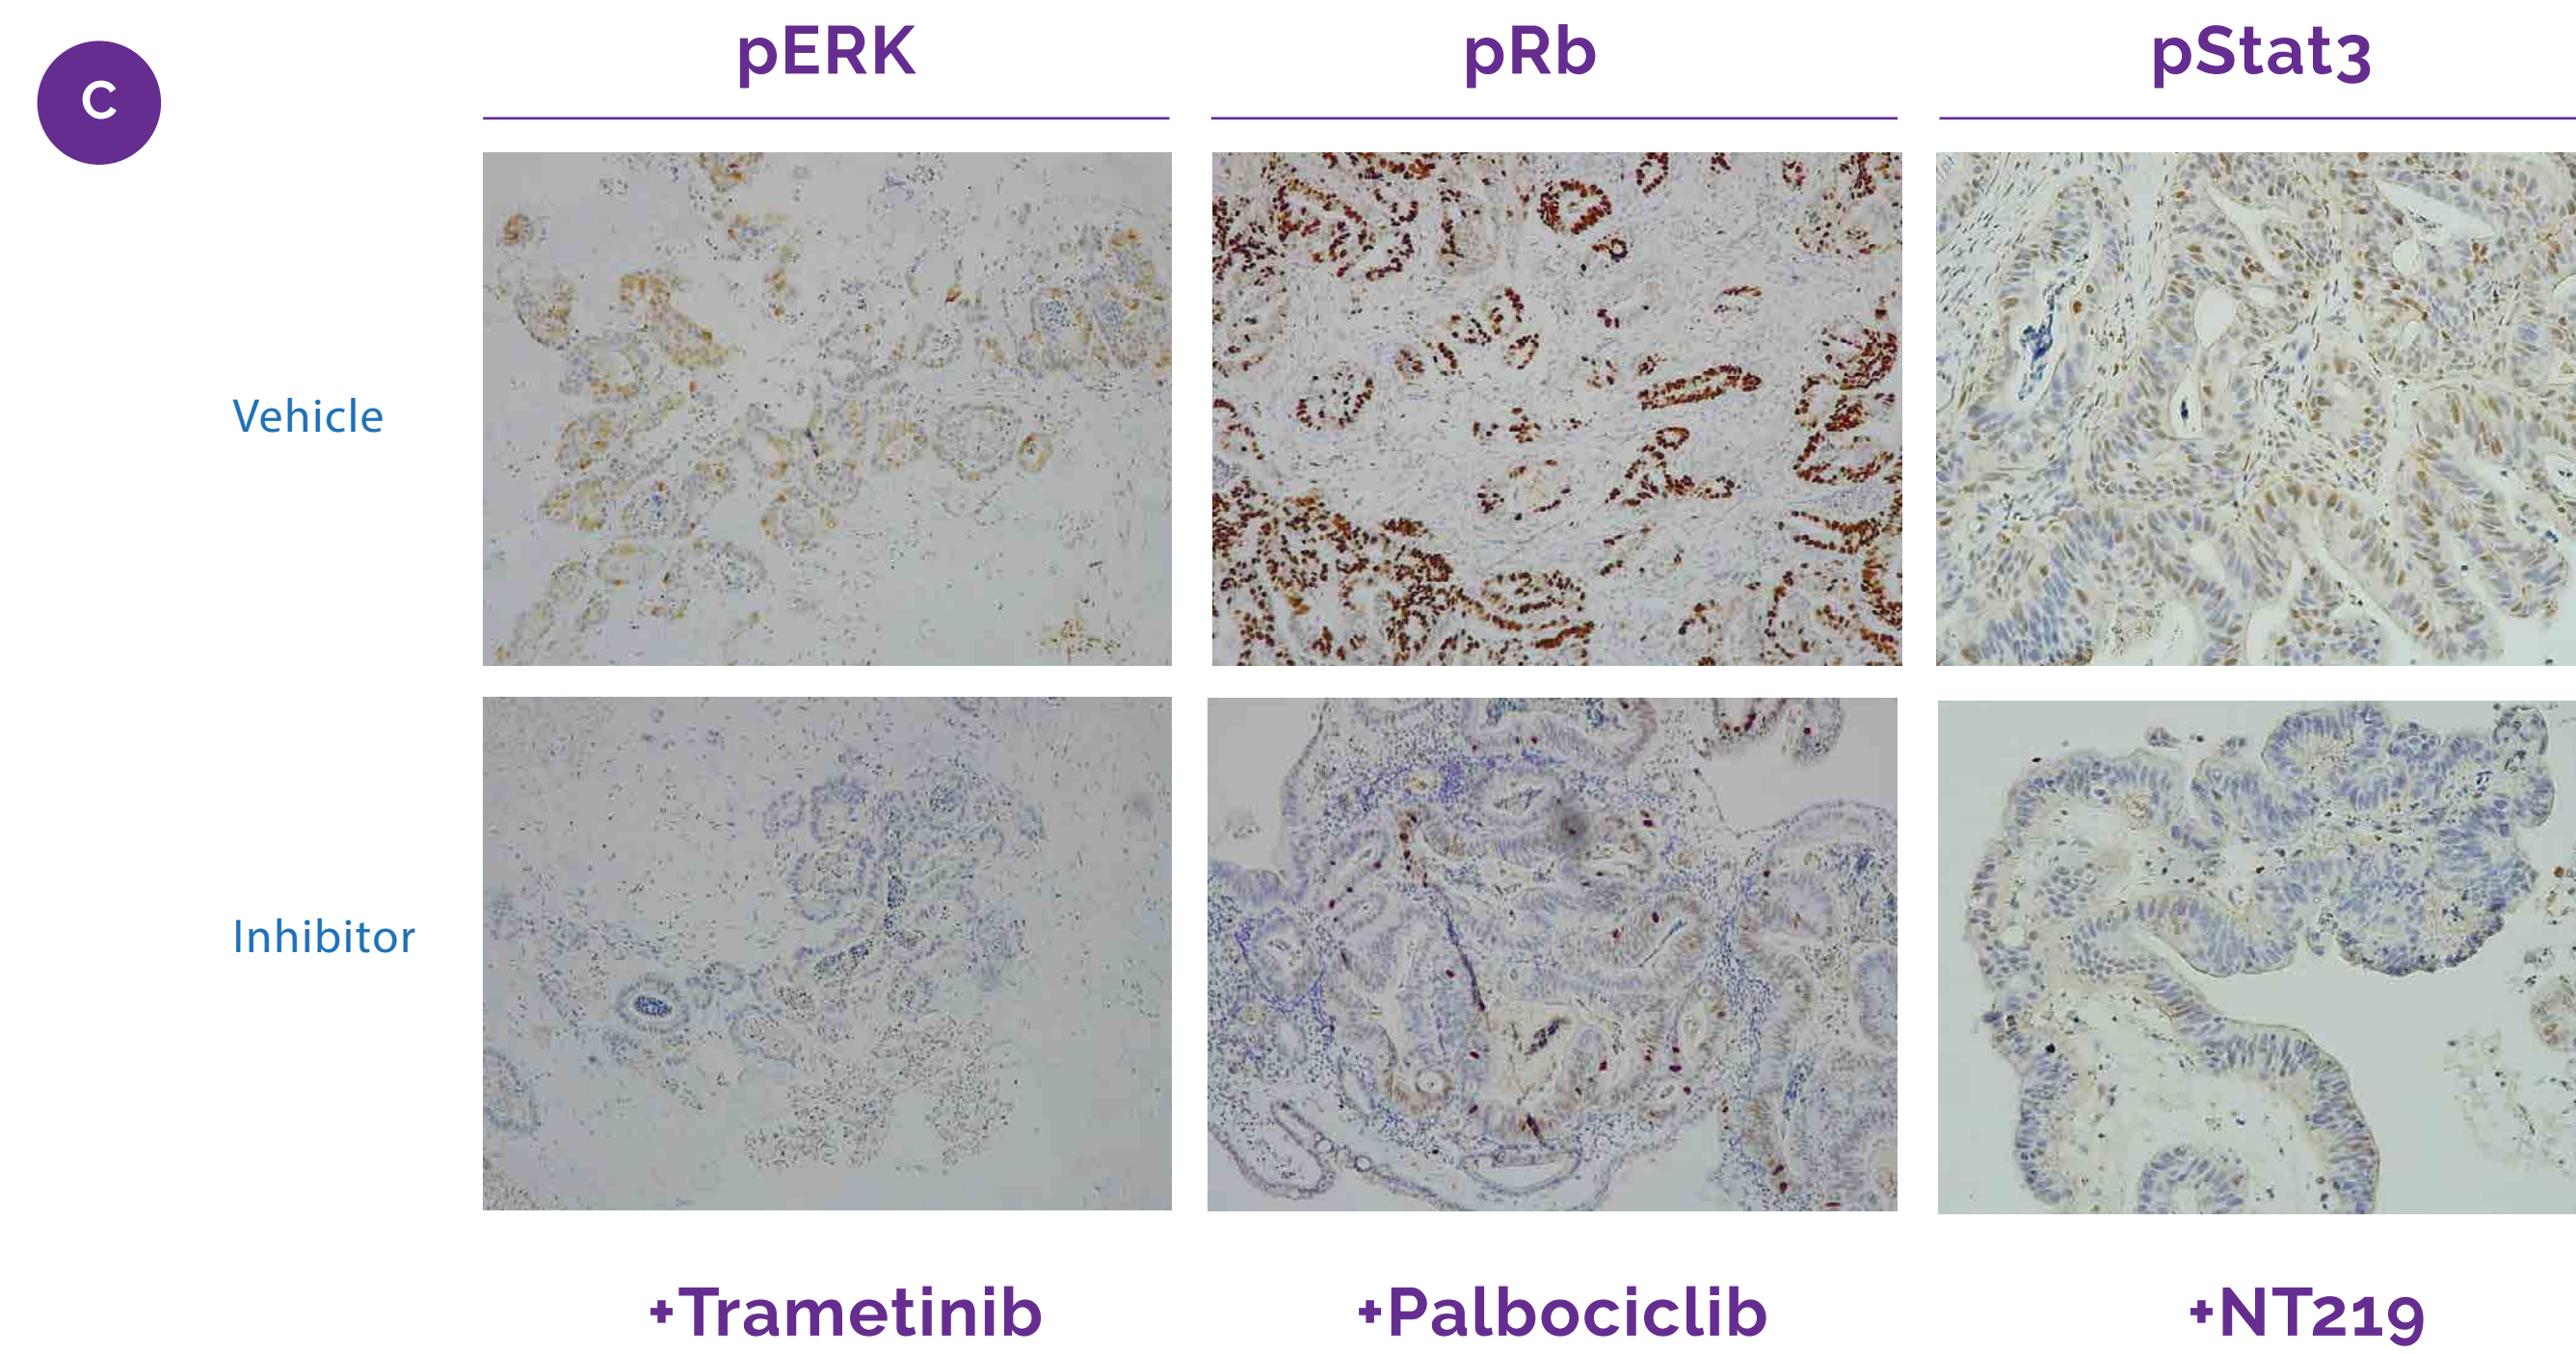 C
pERK
pRb
pStat3
Vehicle
Inhibitor
+Trametinib
+Palbociclib
+NT219